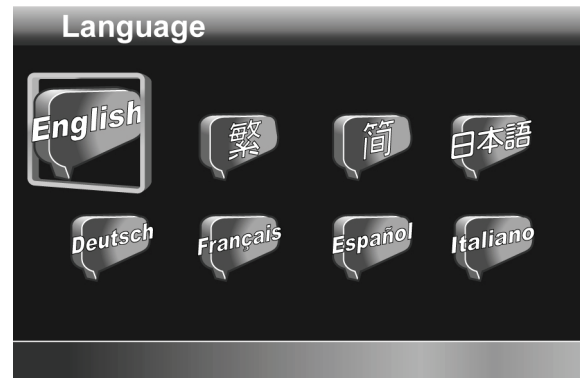 Language
English
繁
简
日本語
Deutsch
Français
Español
Italiano